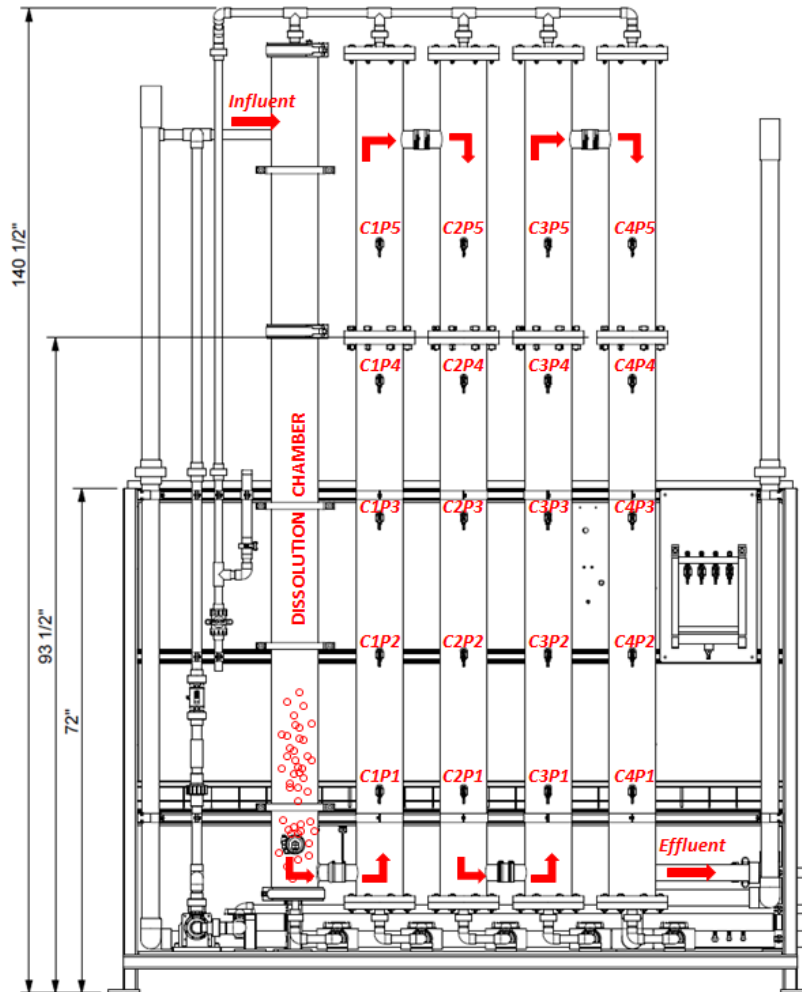 Influent
C1P5 C2P5 C3P5 C4P5
140 1/2"
C1P4 C2P4 C3P4 C4P4
DISSOLUTION CHAMBER
C1P3 C2P3 C3P3 C4P3
93 1/2"
C1P2 C2P2 C3P2 C4P2
72"
C1P1 C2P1 C3P1 C4P1
Effluent